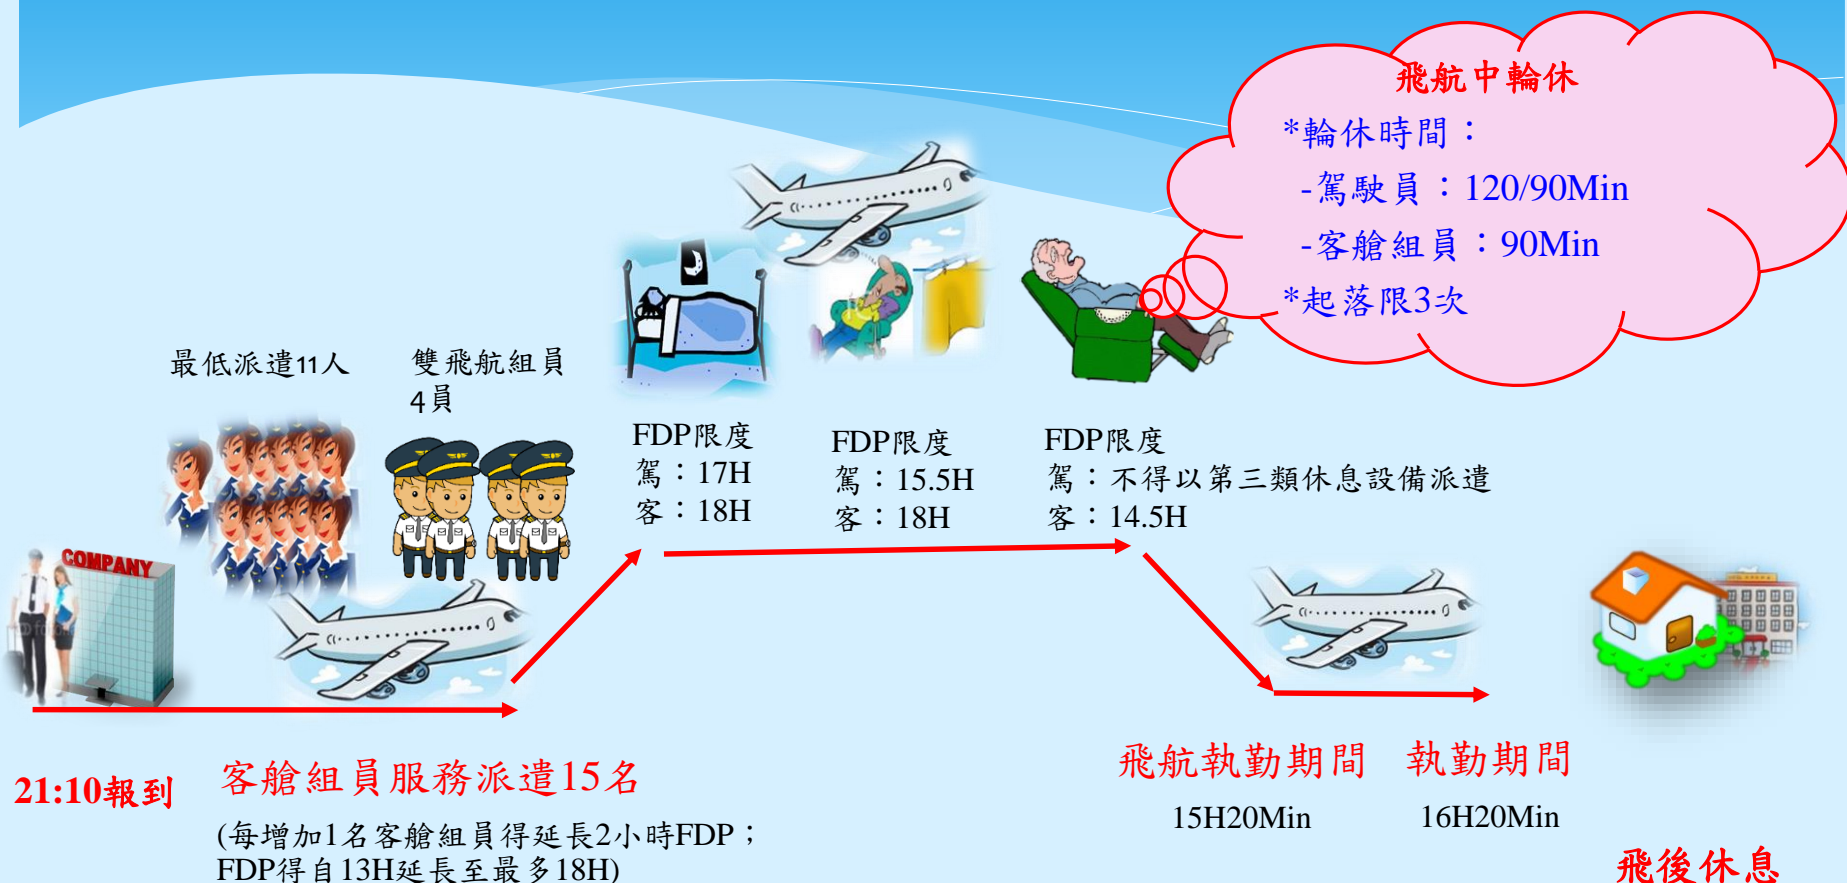 飛航中輪休
*輪休時間：
-駕駛員：120/90Min
-客艙組員：90Min
*起落限3次
最低派遣11人
雙飛航組員
4員
FDP限度
駕：17H
客：18H
FDP限度
駕：15.5H
客：18H
FDP限度
駕：不得以第三類休息設備派遣
客：14.5H
COMPANY
21:10報到
客艙組員服務派遣15名
(每增加1名客艙組員得延長2小時FDP；
FDP得自13H延長至最多18H)
飛航執勤期間
15H20Min
執勤期間
16H20Min
飛後休息